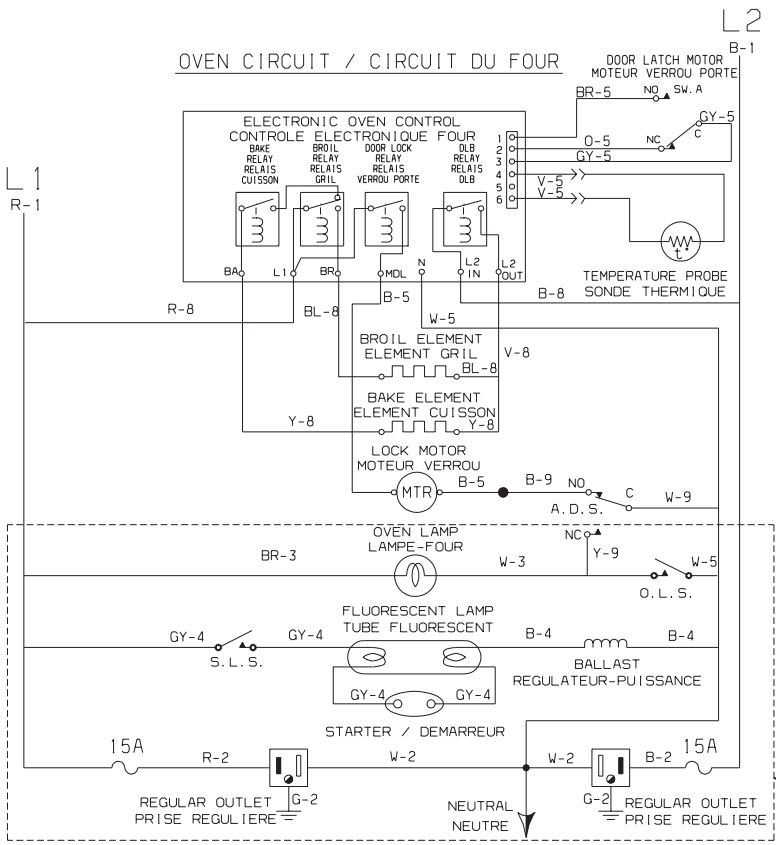 L2
B-1
OVEN CIRCUIT / CIRCUIT DU FOUR
DOOR LATCH MOTOR
MOTEUR VERROU PORTE
BR-5
NO
SW.A
GY-5
C
NC
O-5
GY-5
V-5
V-5
1
2
3
4
5
6
ELECTRONIC OVEN CONTROL
CONTROLE ELECTRONIQUE FOUR
BAKE
RELAY
RELAIS
CUISSON
BROIL
RELAY
RELAIS
GRIL
DOOR LOCK
RELAY
RELAIS
VERROU PORTE
DLB
RELAY
RELAIS
DLB
L1
R-1
t°
TEMPERATURE PROBE
SONDE THERMIQUE
BA
L1
BR
MDL
N
L2
IN
L2
OUT
R-8
BL-8
B-5
W-5
B-8
BROIL ELEMENT
ELEMENT GRIL
BL-8
V-8
BAKE ELEMENT
ELEMENT CUISSON
Y-8
Y-8
LOCK MOTOR
MOTEUR VERROU
MTR
B-5
B-9
NO
C
A.D.S.
W-9
OVEN LAMP
LAMPE-FOUR
NC
Y-9
BR-3
W-3
W-5
O.L.S.
FLUORESCENT LAMP
TUBE FLUORESCENT
GY-4
S.L.S.
GY-4
B-4
B-4
BALLAST
REGULATEUR-PUISSANCE
GY-4
GY-4
STARTER / DEMARREUR
15A
R-2
W-2
W-2
B-2
15A
G-2
REGULAR OUTLET
PRISE REGULIERE
NEUTRAL
NEUTRE
G-2
REGULAR OUTLET
PRISE REGULIERE